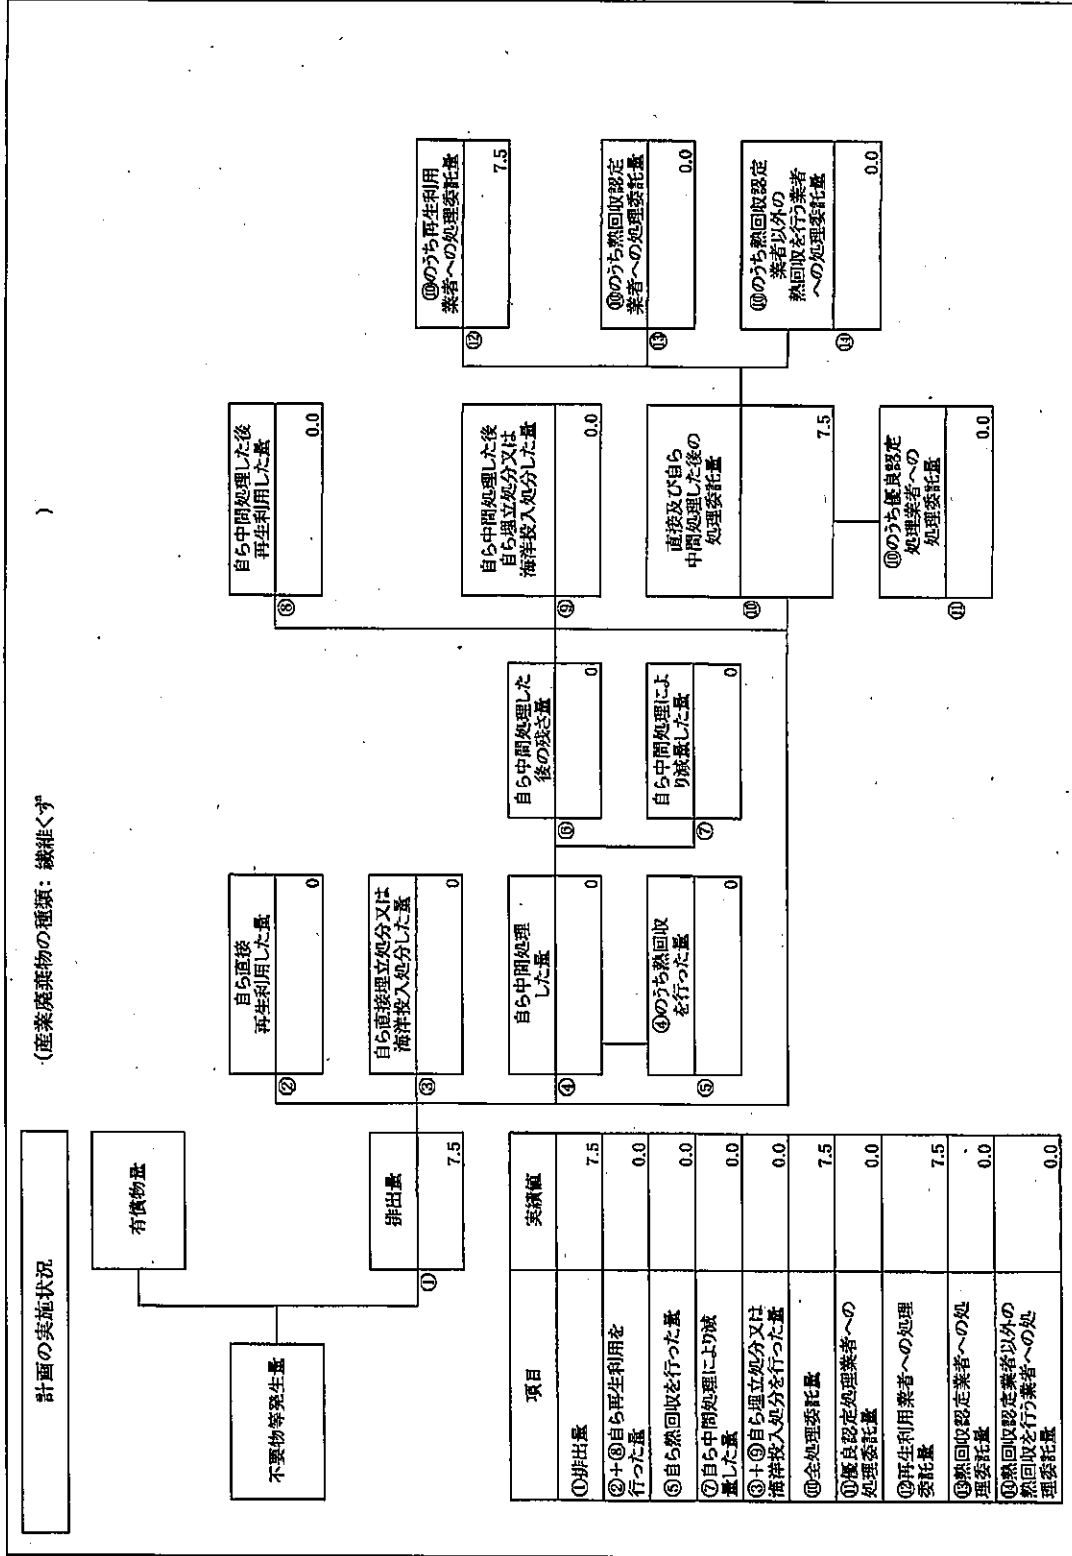 計画の実施状況
(産業廃棄物の種類: 繊維くず
)
不要物等発生量
有償物量
①
排出量
7.5
②
自ら直接
再生利用した量
0
③
自ら直接埋立処分又は
海洋投入処分した量
0
④
自ら中間処理
した量
0
⑤
④のうち熱回収
を行った量
0
⑥
自ら中間処理した
後の残さ量
0
⑦
自ら中間処理によ
り減量した量
0
⑧
自ら中間処理した後
再生利用した量
0.0
⑨
自ら中間処理した後
自ら埋立処分又は
海洋投入処分した量
0.0
⑩
直接及び自ら
中間処理した後の
処理委託量
7.5
⑪
⑩のうち優良認定
処理業者への
処理委託量
0.0
⑫
⑩のうち再生利用
業者への処理委託量
7.5
⑬
⑩のうち熱回収認定
業者への処理委託量
0.0
⑭
⑩のうち熱回収認定
業者以外の
熱回収を行う業者
への処理委託量
0.0
項目 実績値
①排出量 7.5
②+⑧自ら再生利用を
行った量 0.0
⑤自ら熱回収を行った量 0.0
⑦自ら中間処理により減
量した量 0.0
③+⑨自ら埋立処分又は
海洋投入処分を行った量 0.0
⑩全処理委託量 7.5
⑪優良認定処理業者への
処理委託量 0.0
⑫再生利用業者への処理
委託量 7.5
⑬熱回収認定業者への処
理委託量 0.0
⑭熱回収認定業者以外の
熱回収を行う業者への処
理委託量 0.0